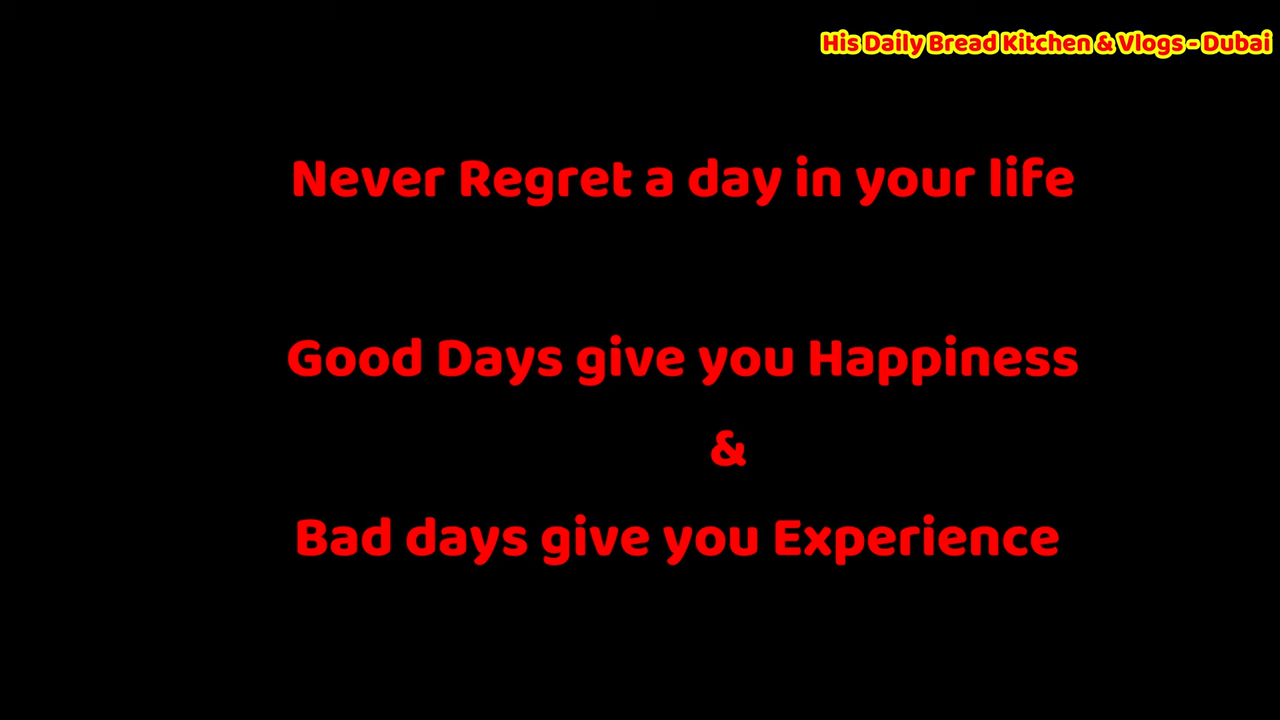 His Daily Bread Kitchen & Vlogs - Dubai
Never Regret a day in your life
Good Days give you Happiness
&
Bad days give you Experience